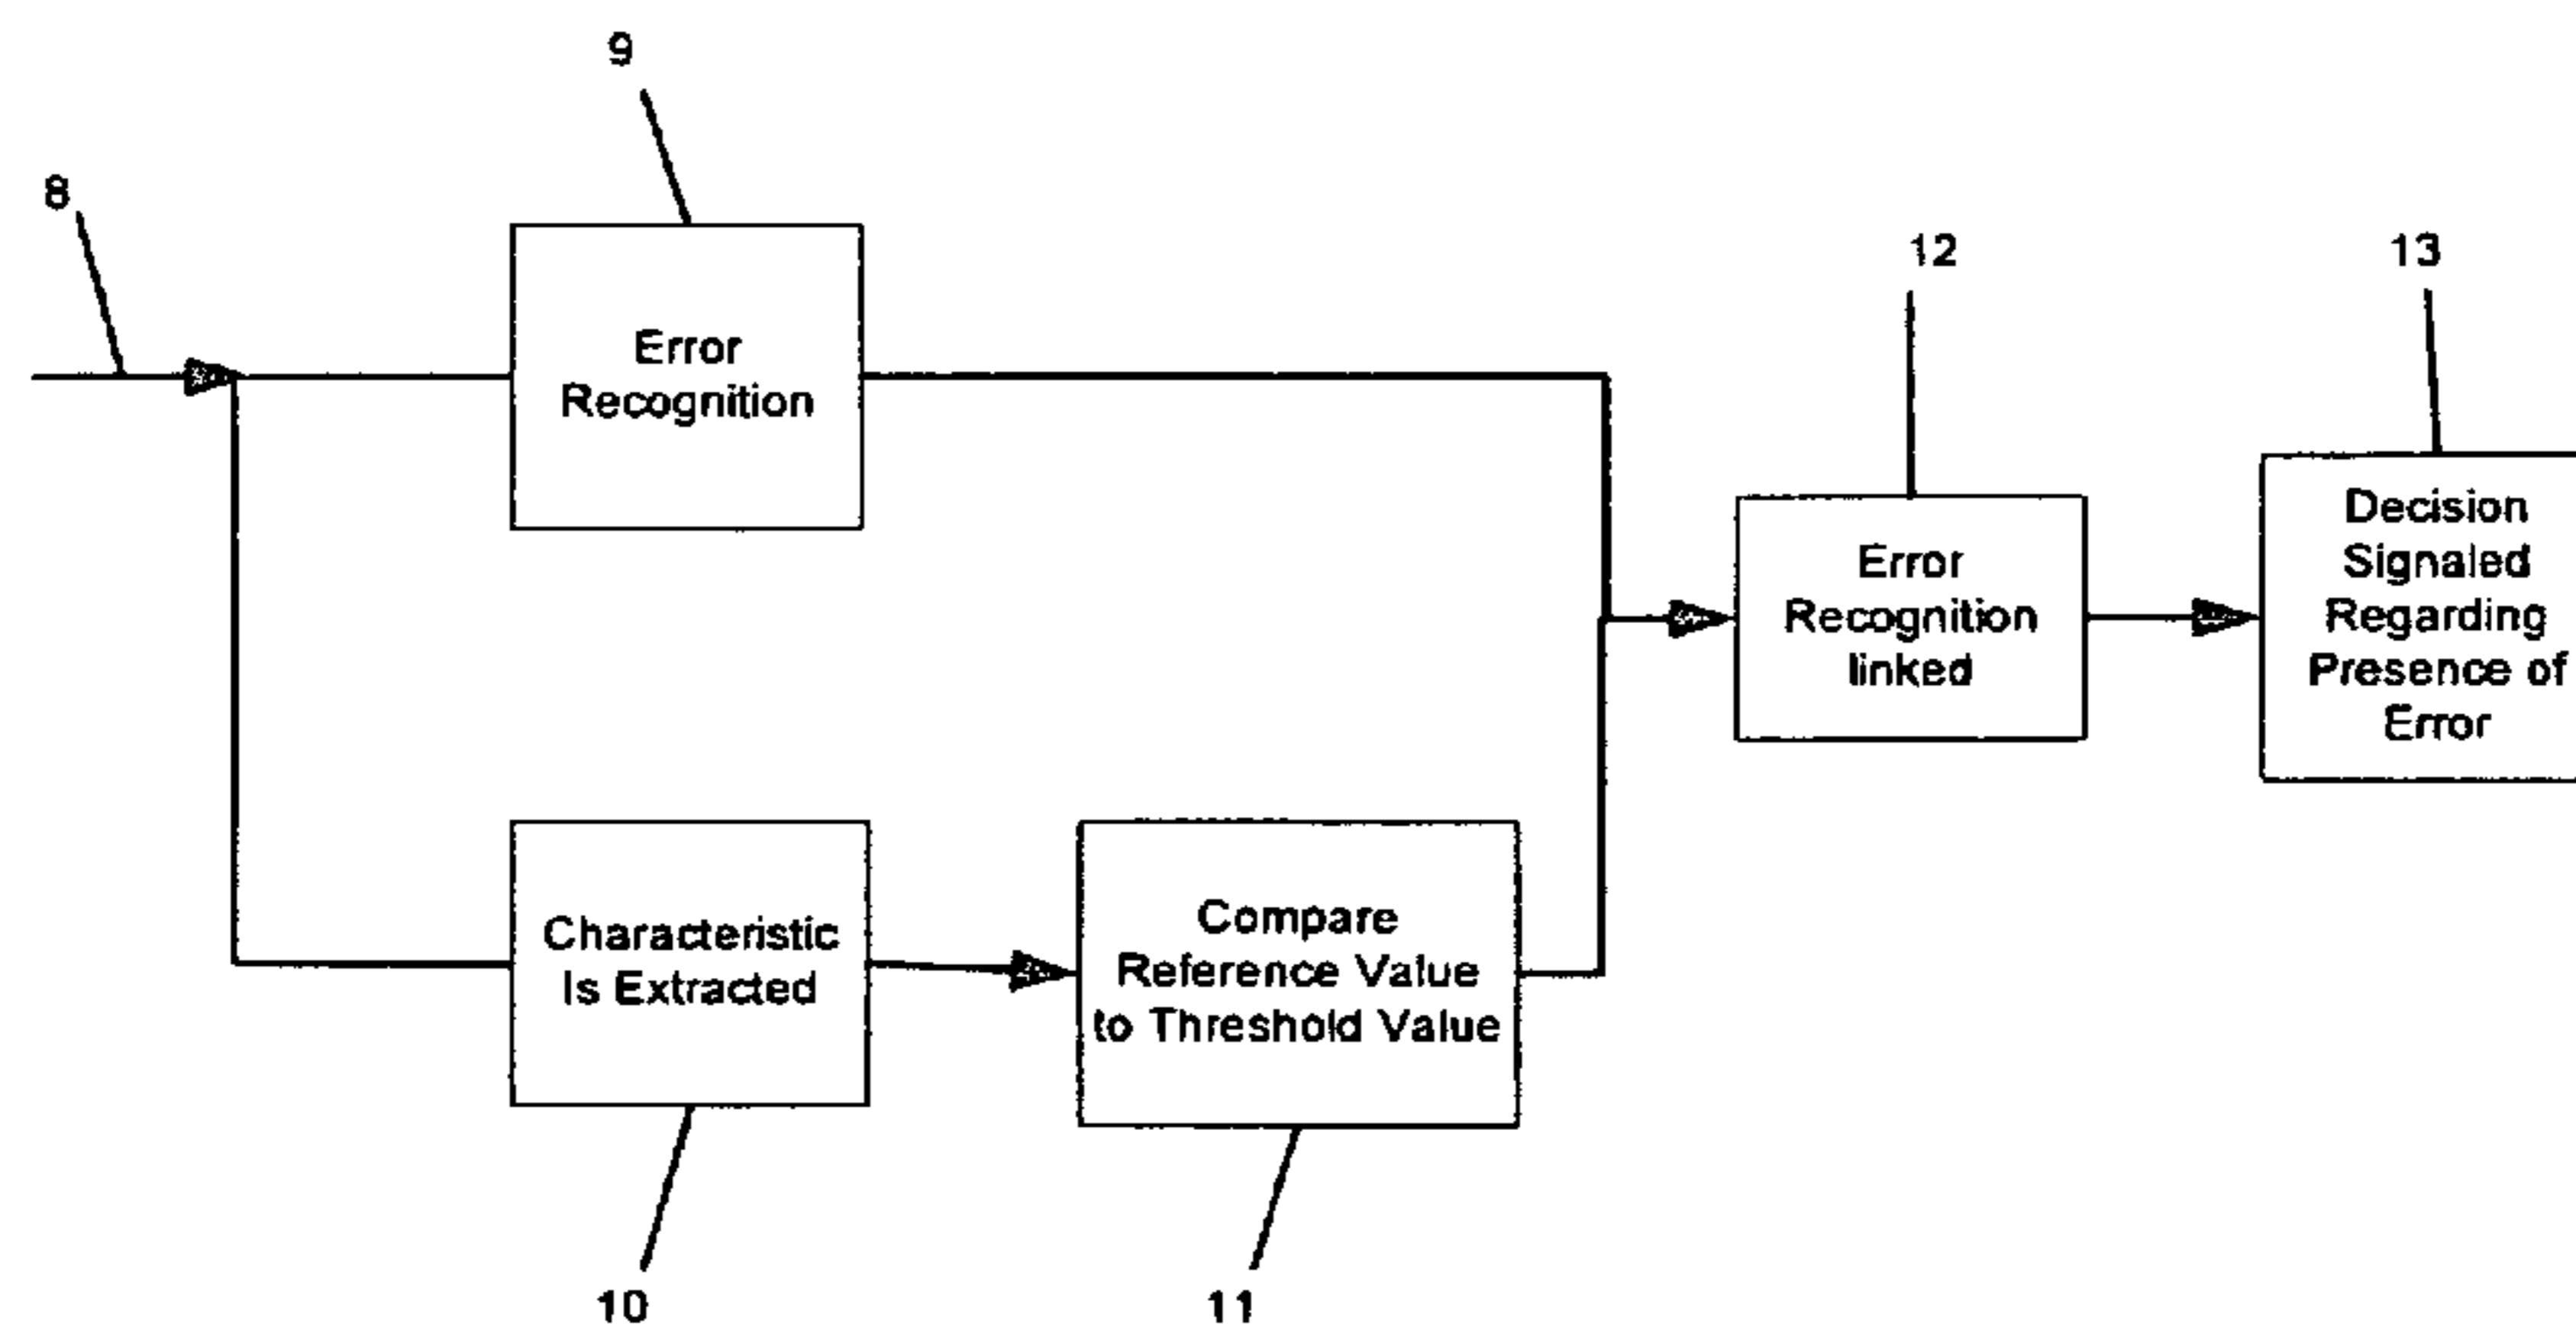 9
8
12
13
Error
Recognition
Decision
Signaled
Regarding
Presence of
Error
Error
Recognition
linked
Characteristic
Is Extracted
Compare
Reference Value
to Threshold Value
10
11